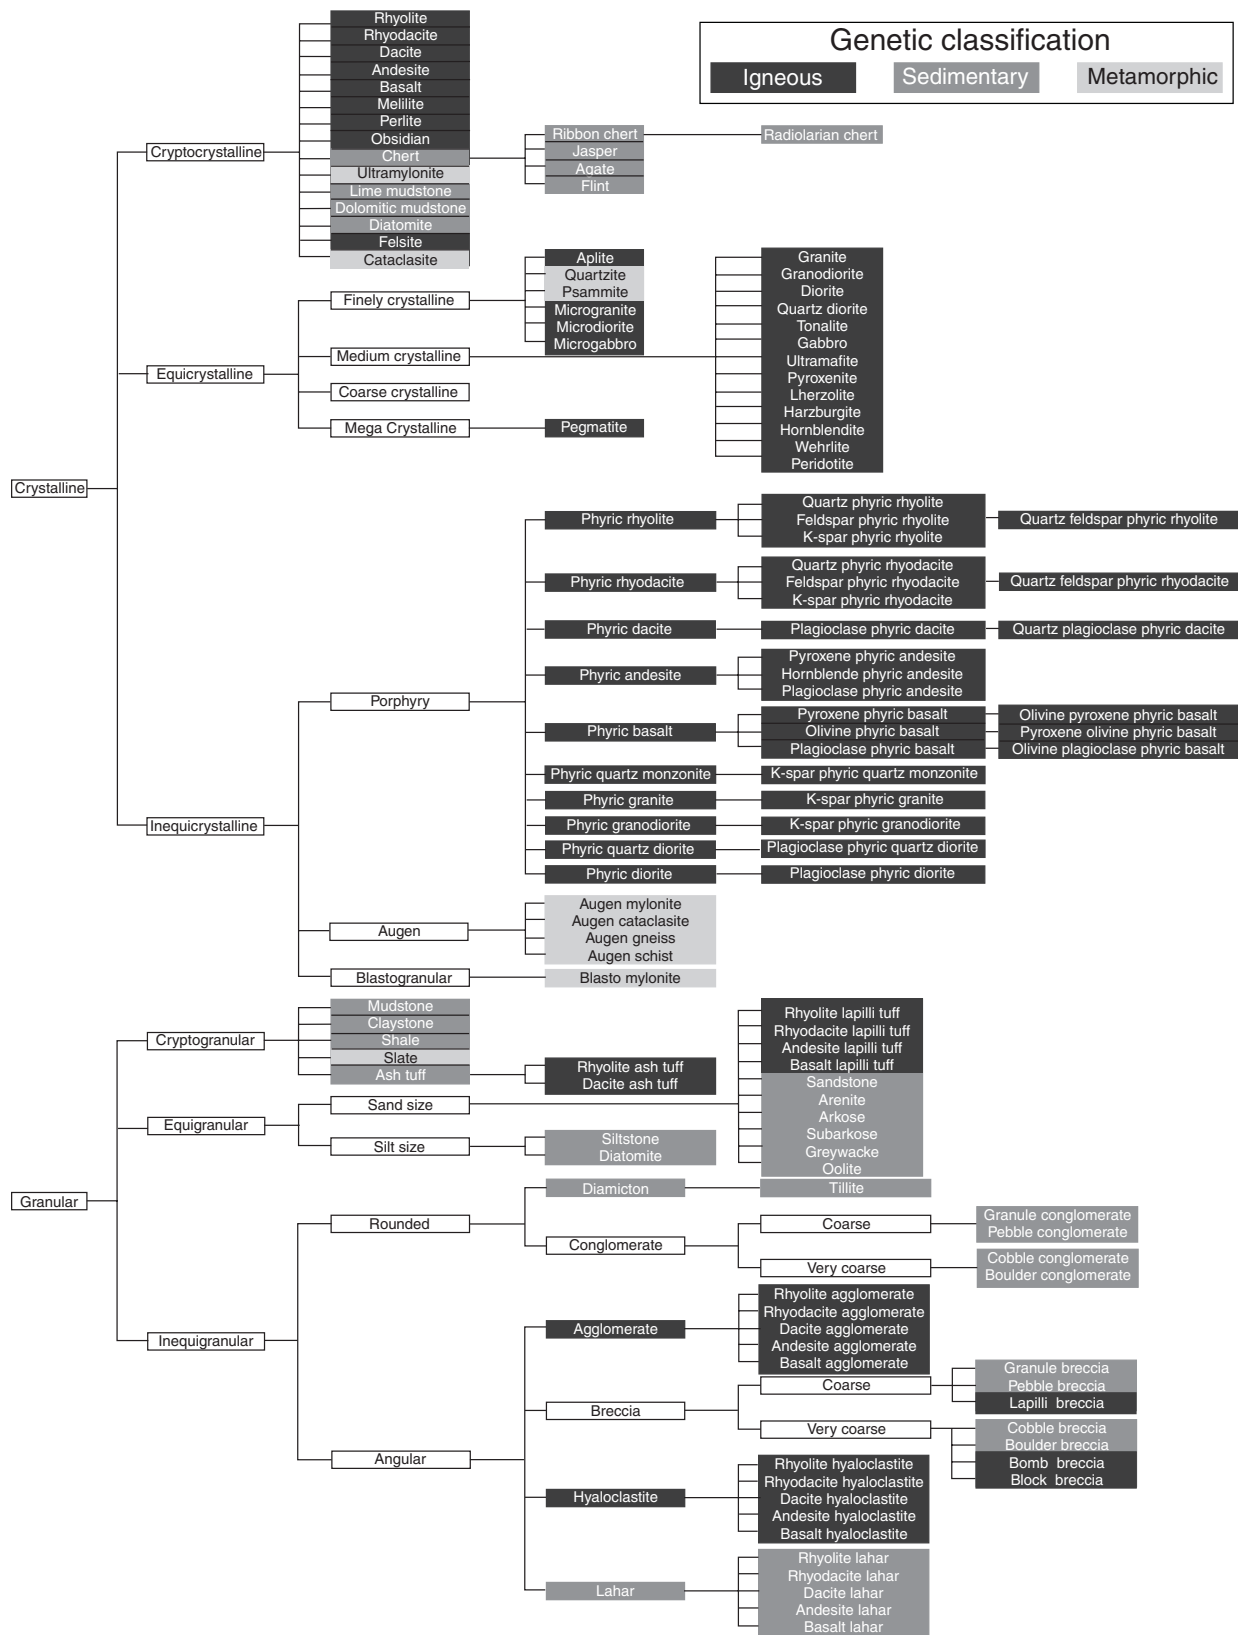 Genetic classification
Igneous
Sedimentary
Metamorphic
Crystalline
Cryptocrystalline
Rhyolite
Rhyodacite
Dacite
Andesite
Basalt
Melilite
Perlite
Obsidian
Chert
Ribbon chert
Radiolarian chert
Jasper
Agate
Flint
Ultramylonite
Lime mudstone
Dolomitic mudstone
Diatomite
Felsite
Cataclasite
Equicrystalline
Finely crystalline
Aplite
Quartzite
Psammite
Microgranite
Microdiorite
Microgabbro
Medium crystalline
Granite
Granodiorite
Diorite
Quartz diorite
Tonalite
Gabbro
Ultramafite
Pyroxenite
Lherzolite
Harzburgite
Hornblendite
Wehrlite
Peridotite
Coarse crystalline
Mega Crystalline
Pegmatite
Inequicrystalline
Porphyry
Phyric rhyolite
Quartz phyric rhyolite
Feldspar phyric rhyolite
K-spar phyric rhyolite
Quartz feldspar phyric rhyolite
Phyric rhyodacite
Quartz phyric rhyodacite
Feldspar phyric rhyodacite
K-spar phyric rhyodacite
Quartz feldspar phyric rhyodacite
Phyric dacite
Plagioclase phyric dacite
Quartz plagioclase phyric dacite
Phyric andesite
Pyroxene phyric andesite
Hornblende phyric andesite
Plagioclase phyric andesite
Phyric basalt
Pyroxene phyric basalt
Olivine pyroxene phyric basalt
Olivine phyric basalt
Pyroxene olivine phyric basalt
Plagioclase phyric basalt
Olivine plagioclase phyric basalt
Phyric quartz monzonite
K-spar phyric quartz monzonite
Phyric granite
K-spar phyric granite
Phyric granodiorite
K-spar phyric granodiorite
Phyric quartz diorite
Plagioclase phyric quartz diorite
Phyric diorite
Plagioclase phyric diorite
Augen
Augen mylonite
Augen cataclasite
Augen gneiss
Augen schist
Blastogranular
Blasto mylonite
Granular
Cryptogranular
Mudstone
Claystone
Shale
Slate
Ash tuff
Rhyolite ash tuff
Dacite ash tuff
Equigranular
Sand size
Rhyolite lapilli tuff
Rhyodacite lapilli tuff
Andesite lapilli tuff
Basalt lapilli tuff
Sandstone
Arenite
Arkose
Subarkose
Greywacke
Oolite
Silt size
Siltstone
Diatomite
Inequigranular
Rounded
Diamicton
Tillite
Conglomerate
Coarse
Granule conglomerate
Pebble conglomerate
Very coarse
Cobble conglomerate
Boulder conglomerate
Angular
Agglomerate
Rhyolite agglomerate
Rhyodacite agglomerate
Dacite agglomerate
Andesite agglomerate
Basalt agglomerate
Breccia
Coarse
Granule breccia
Pebble breccia
Lapilli breccia
Very coarse
Cobble breccia
Boulder breccia
Bomb breccia
Block breccia
Hyaloclastite
Rhyolite hyaloclastite
Rhyodacite hyaloclastite
Dacite hyaloclastite
Andesite hyaloclastite
Basalt hyaloclastite
Lahar
Rhyolite lahar
Rhyodacite lahar
Dacite lahar
Andesite lahar
Basalt lahar